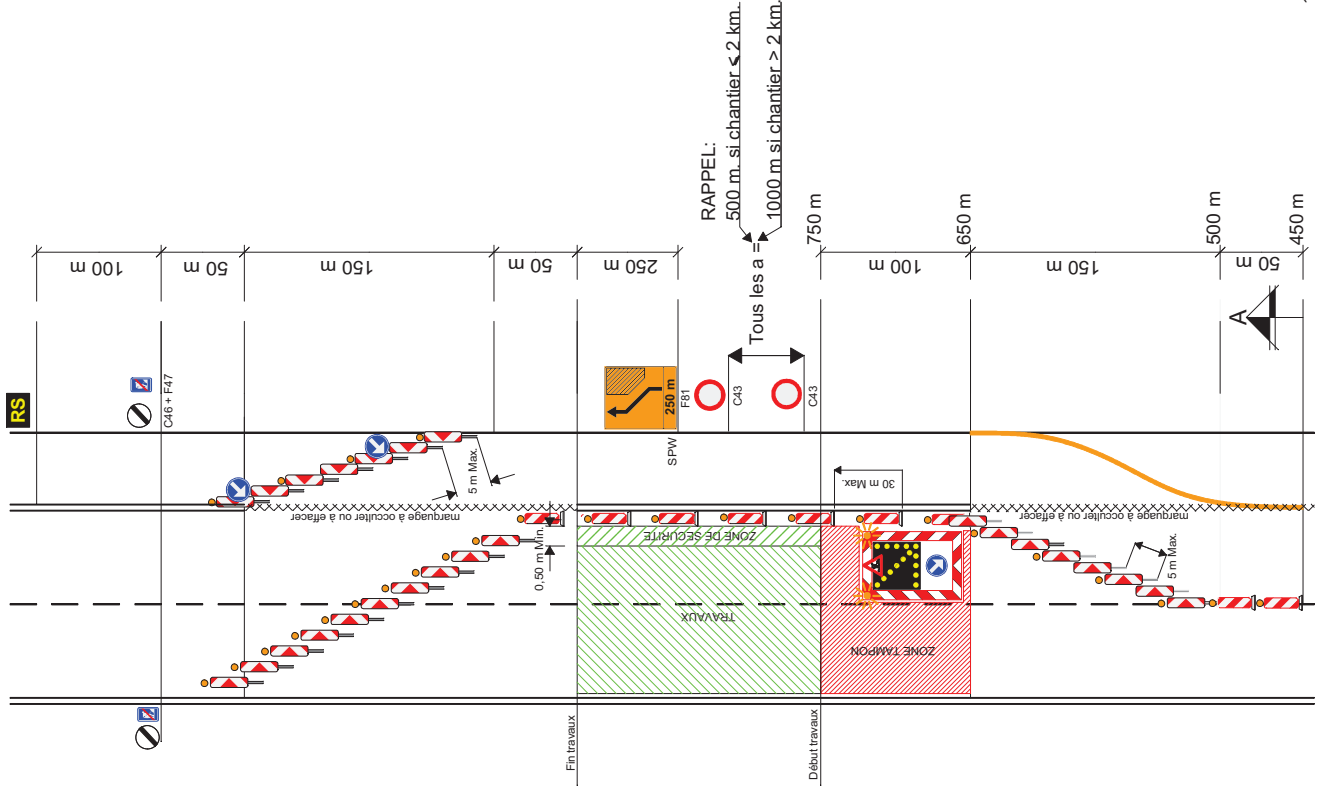 RS
100 m
C46 + F47
50 m
150 m
5 m Max.
marquage à occulter ou à effacer
50 m
0,50 m Min.
Fin travaux
250 m
250 m
F81
SPW
C43
C43
Tous les a =
RAPPEL:
500 m. si chantier ≤ 2 km.
1000 m si chantier > 2 km.
ZONE DE SECURITE
TRAVAUX
Début travaux
750 m
30 m Max.
100 m
ZONE TAMPON
650 m
marquage à occulter ou à effacer
5 m Max.
150 m
500 m
50 m
450 m
A